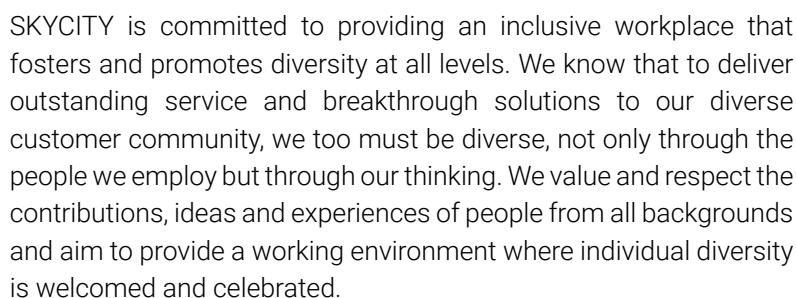 SKYCITY is committed to providing an inclusive workplace that
fosters and promotes diversity at all levels. We know that to deliver
outstanding service and breakthrough solutions to our diverse
customer community, we too must be diverse, not only through the
people we employ but through our thinking. We value and respect the
contributions, ideas and experiences of people from all backgrounds
and aim to provide a working environment where individual diversity
is welcomed and celebrated.